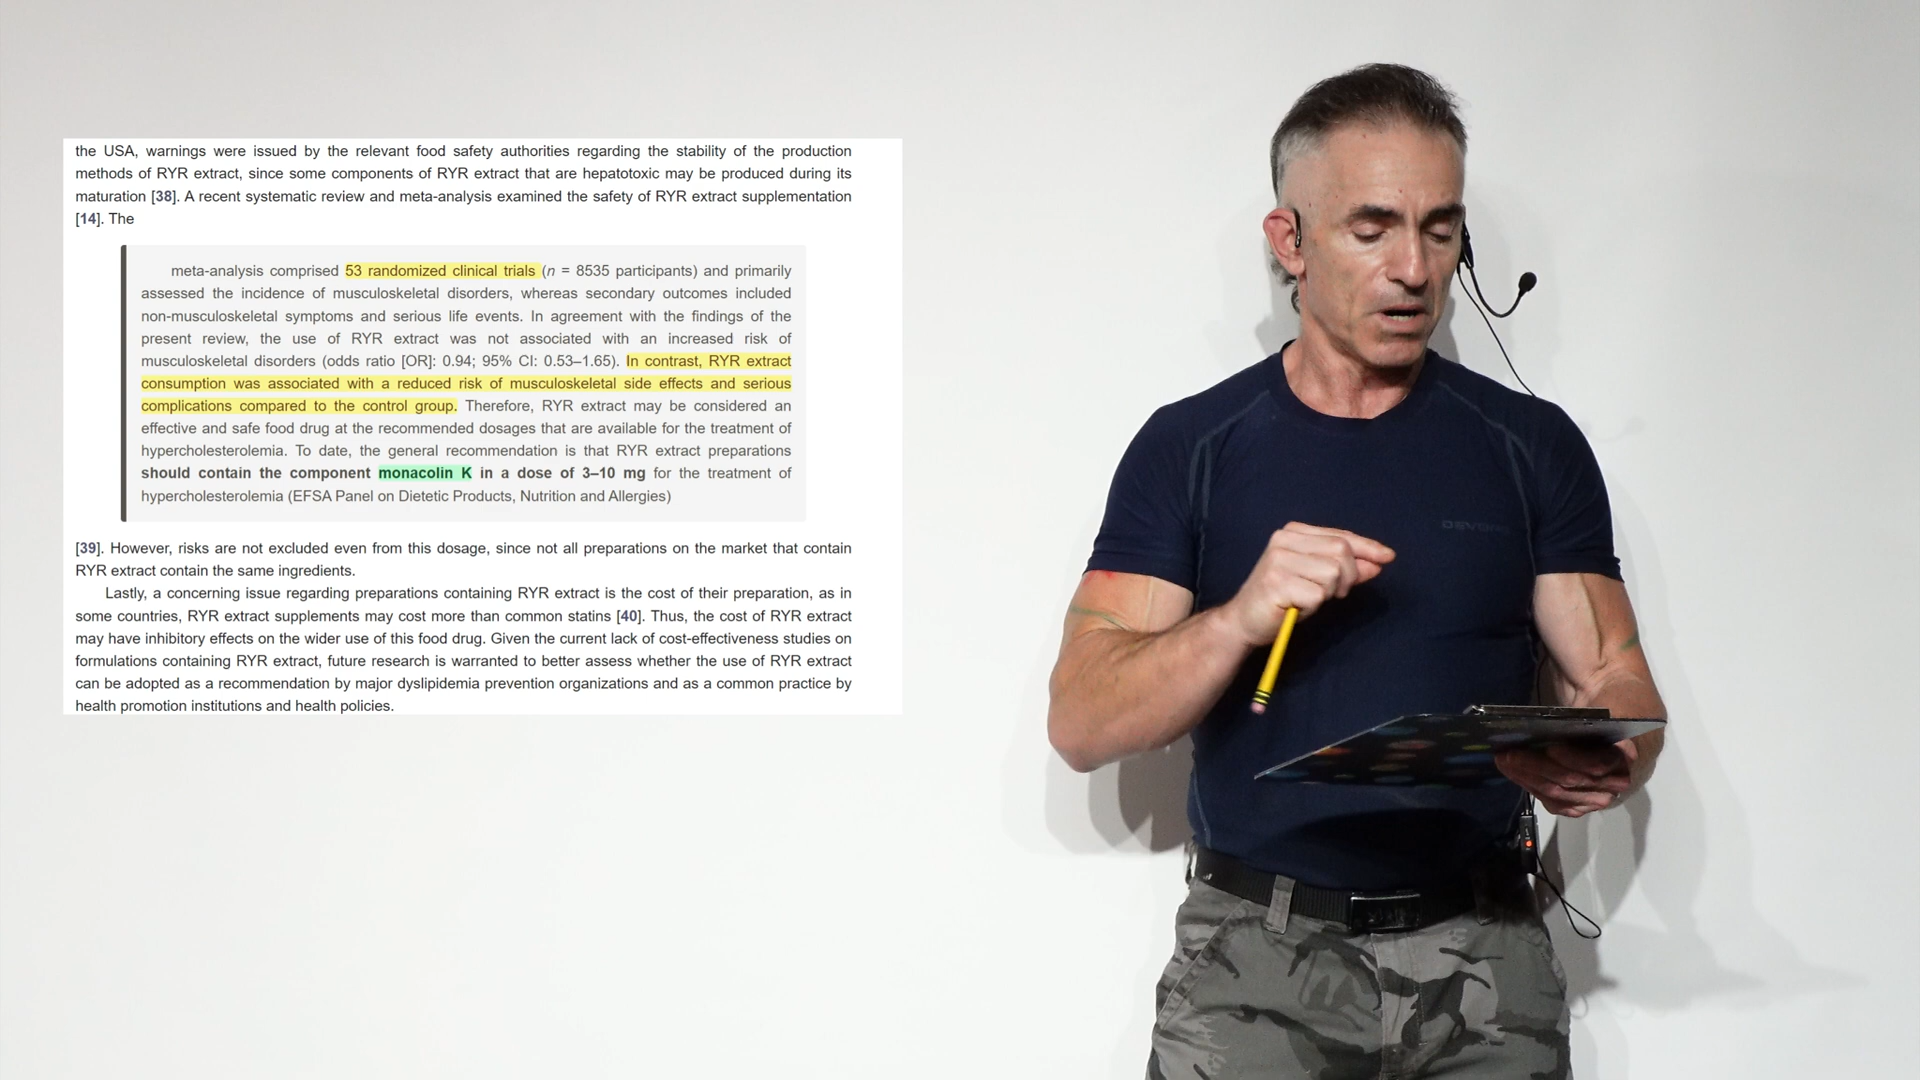 the USA, warnings were issued by the relevant food safety authorities regarding the stability of the production
methods of RYR extract, since some components of RYR extract that are hepatotoxic may be produced during its
maturation [38]. A recent systematic review and meta-analysis examined the safety of RYR extract supplementation
[14]. The
meta-analysis comprised 53 randomized clinical trials (n = 8535 participants) and primarily
assessed the incidence of musculoskeletal disorders, whereas secondary outcomes included
non-musculoskeletal symptoms and serious life events. In agreement with the findings of the
present review, the use of RYR extract was not associated with an increased risk of
musculoskeletal disorders (odds ratio [OR]: 0.94; 95% CI: 0.53–1.65). In contrast, RYR extract
consumption was associated with a reduced risk of musculoskeletal side effects and serious
complications compared to the control group. Therefore, RYR extract may be considered an
effective and safe food drug at the recommended dosages that are available for the treatment of
hypercholesterolemia. To date, the general recommendation is that RYR extract preparations
should contain the component monacolin K in a dose of 3–10 mg for the treatment of
hypercholesterolemia (EFSA Panel on Dietetic Products, Nutrition and Allergies)
[39]. However, risks are not excluded even from this dosage, since not all preparations on the market that contain
RYR extract contain the same ingredients.
Lastly, a concerning issue regarding preparations containing RYR extract is the cost of their preparation, as in
some countries, RYR extract supplements may cost more than common statins [40]. Thus, the cost of RYR extract
may have inhibitory effects on the wider use of this food drug. Given the current lack of cost-effectiveness studies on
formulations containing RYR extract, future research is warranted to better assess whether the use of RYR extract
can be adopted as a recommendation by major dyslipidemia prevention organizations and as a common practice by
health promotion institutions and health policies.